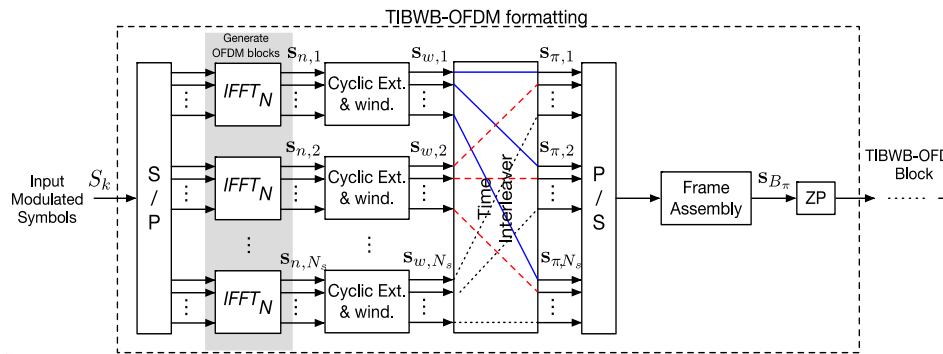 TIBWB-OFDM formatting
Generate
OFDM blocks
s_{n,1}
s_{w,1}
s_{π,1}
IFFT_N
Cyclic Ext.
& wind.
s_{n,2}
s_{w,2}
s_{π,2}
S_k
Input
Modulated
Symbols
S / P
IFFT_N
Cyclic Ext.
& wind.
Time
Interleaver
P / S
Frame
Assembly
s_{B_π}
ZP
TIBWB-OFD
Block
s_{n,N_s}
s_{w,N_s}
s_{π,N_s}
IFFT_N
Cyclic Ext.
& wind.